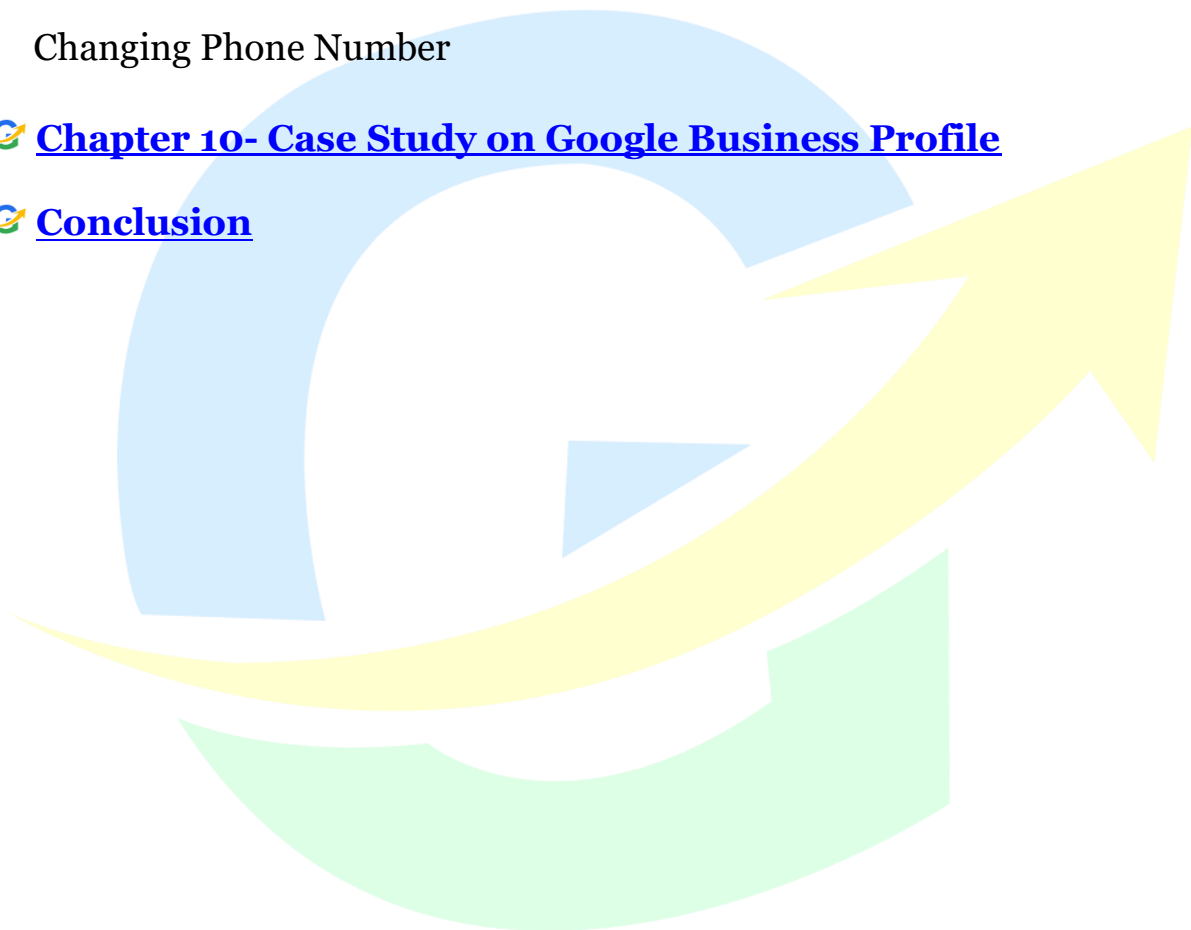 Changing Phone Number
Chapter 10- Case Study on Google Business Profile
Conclusion